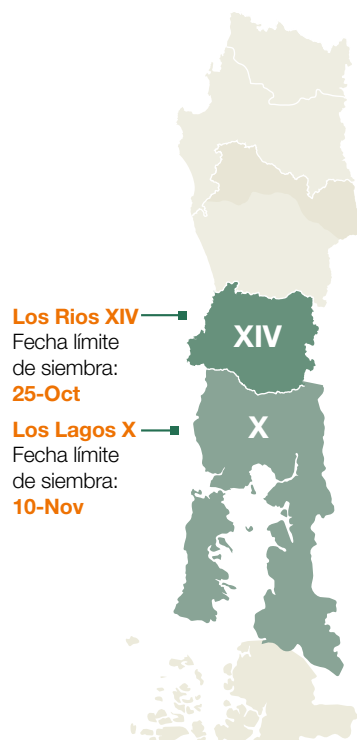 Los Rios XIV
Fecha límite
de siembra:
25-Oct
XIV
Los Lagos X
Fecha límite
de siembra:
10-Nov
X